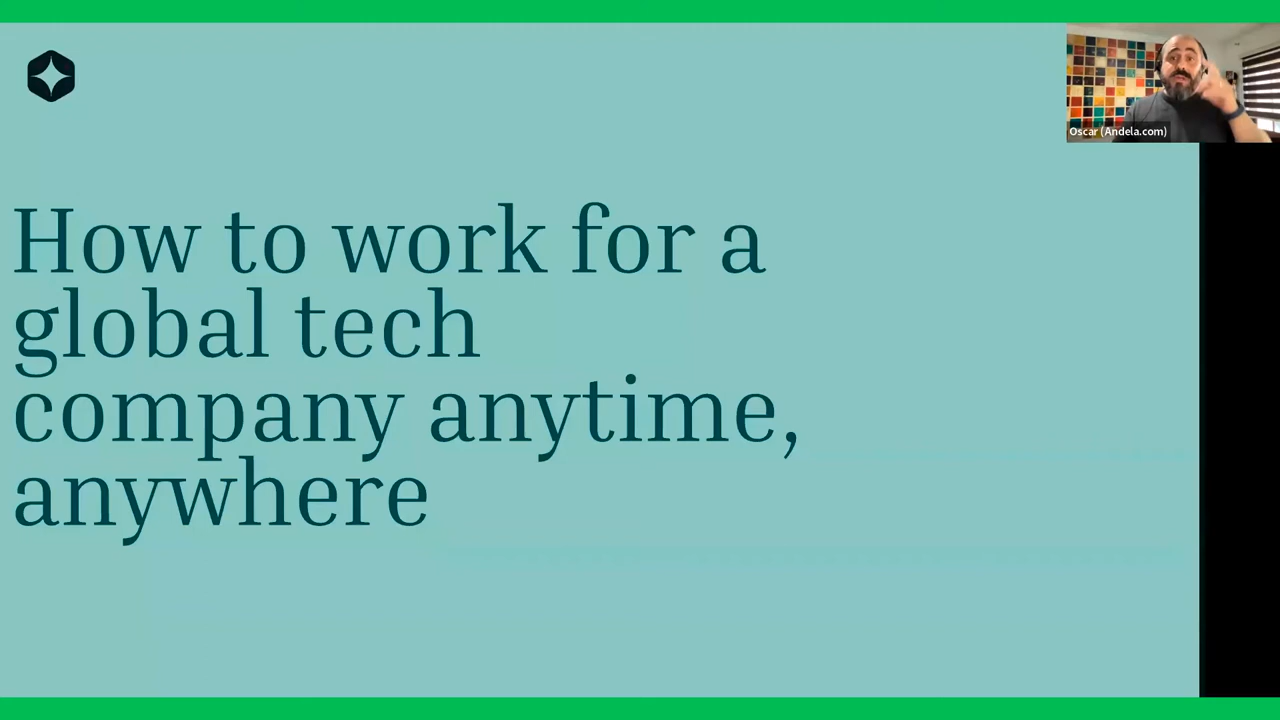 How to work for a
global tech
company anytime,
anywhere
Oscar (Andela.com)